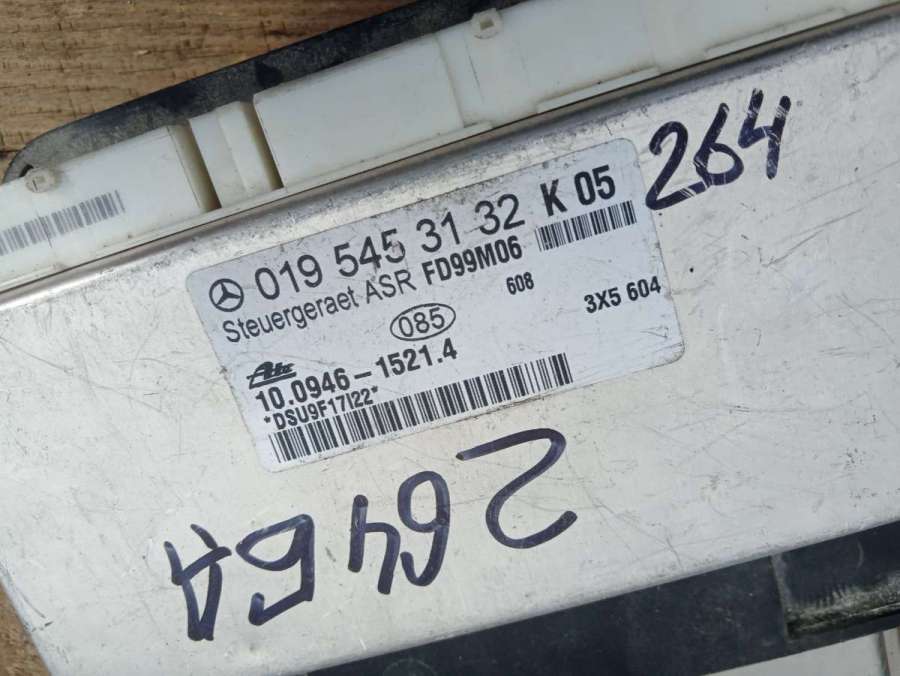 264
019 545 31 32 K 05
Steuergeraet ASR FD99M06
608
3X5 604
085
Ate
10.0946-1521.4
*DSU9F17I22*